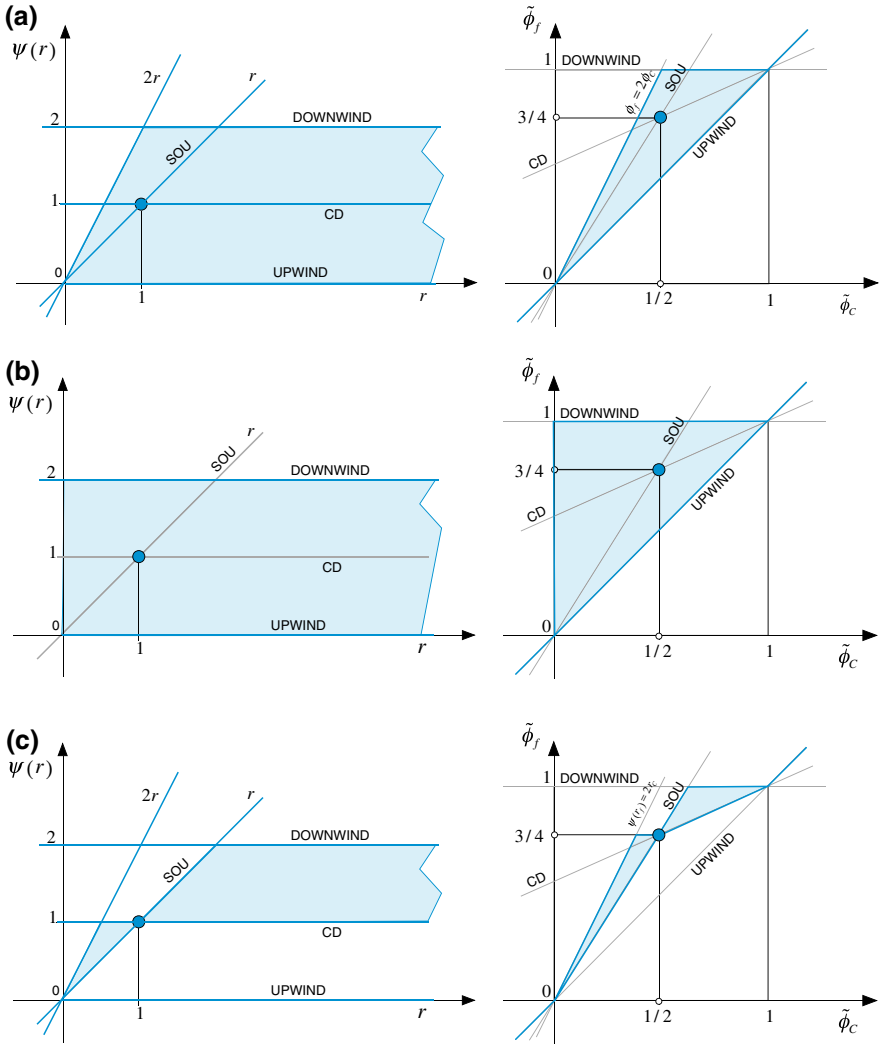 (a)
ψ(r)
2r
r
DOWNWIND
2
SOU
1
CD
0
UPWIND
1
r
ϕ̃_f
1
DOWNWIND
ϕ_f = 2ϕ_C
SOU
3/4
UPWIND
CD
0
1/2
1
ϕ̃_C
(b)
ψ(r)
r
SOU
DOWNWIND
2
1
CD
0
UPWIND
1
r
ϕ̃_f
1
DOWNWIND
SOU
3/4
CD
UPWIND
0
1/2
1
ϕ̃_C
(c)
ψ(r)
2r
r
DOWNWIND
2
SOU
1
CD
0
UPWIND
1
r
ϕ̃_f
1
DOWNWIND
SOU
3/4
UPWIND
CD
0
1/2
1
ϕ̃_C